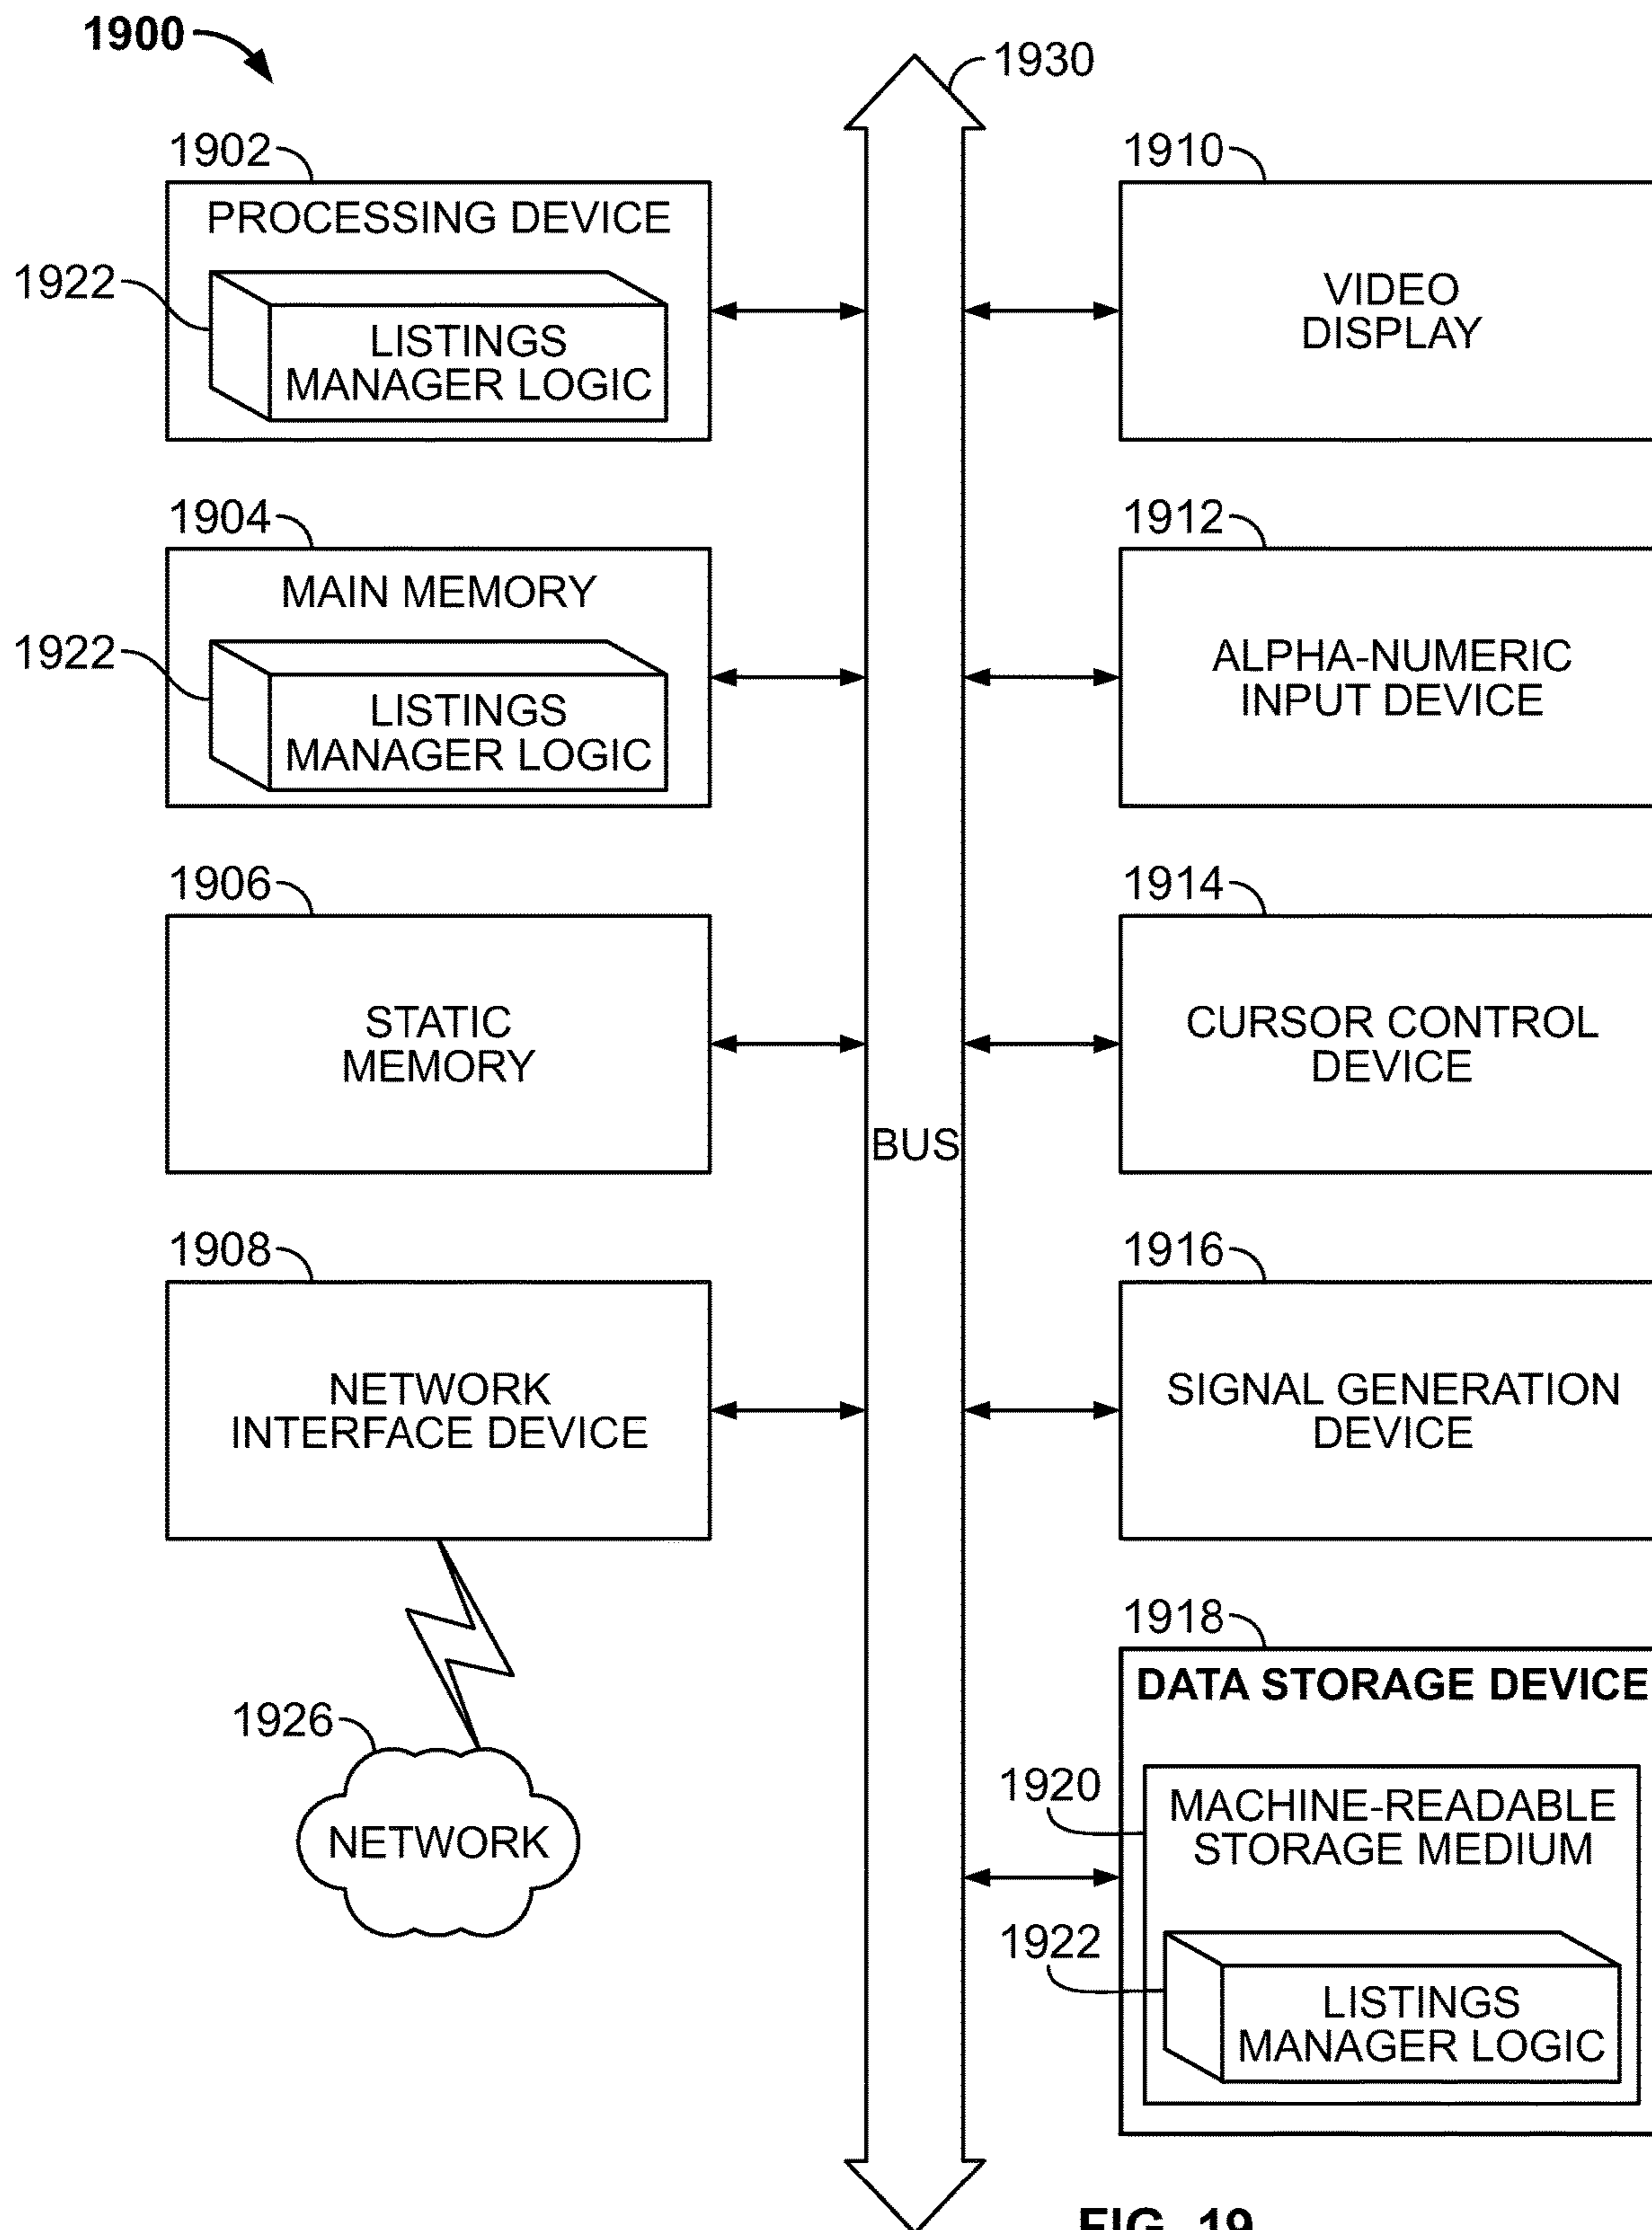 1900
1930
1902
PROCESSING DEVICE
1922
LISTINGS
MANAGER LOGIC
1904
MAIN MEMORY
1922
LISTINGS
MANAGER LOGIC
1906
STATIC
MEMORY
1908
NETWORK
INTERFACE DEVICE
1926
NETWORK
BUS
1910
VIDEO
DISPLAY
1912
ALPHA-NUMERIC
INPUT DEVICE
1914
CURSOR CONTROL
DEVICE
1916
SIGNAL GENERATION
DEVICE
1918
DATA STORAGE DEVICE
1920
MACHINE-READABLE
STORAGE MEDIUM
1922
LISTINGS
MANAGER LOGIC
FIG. 19